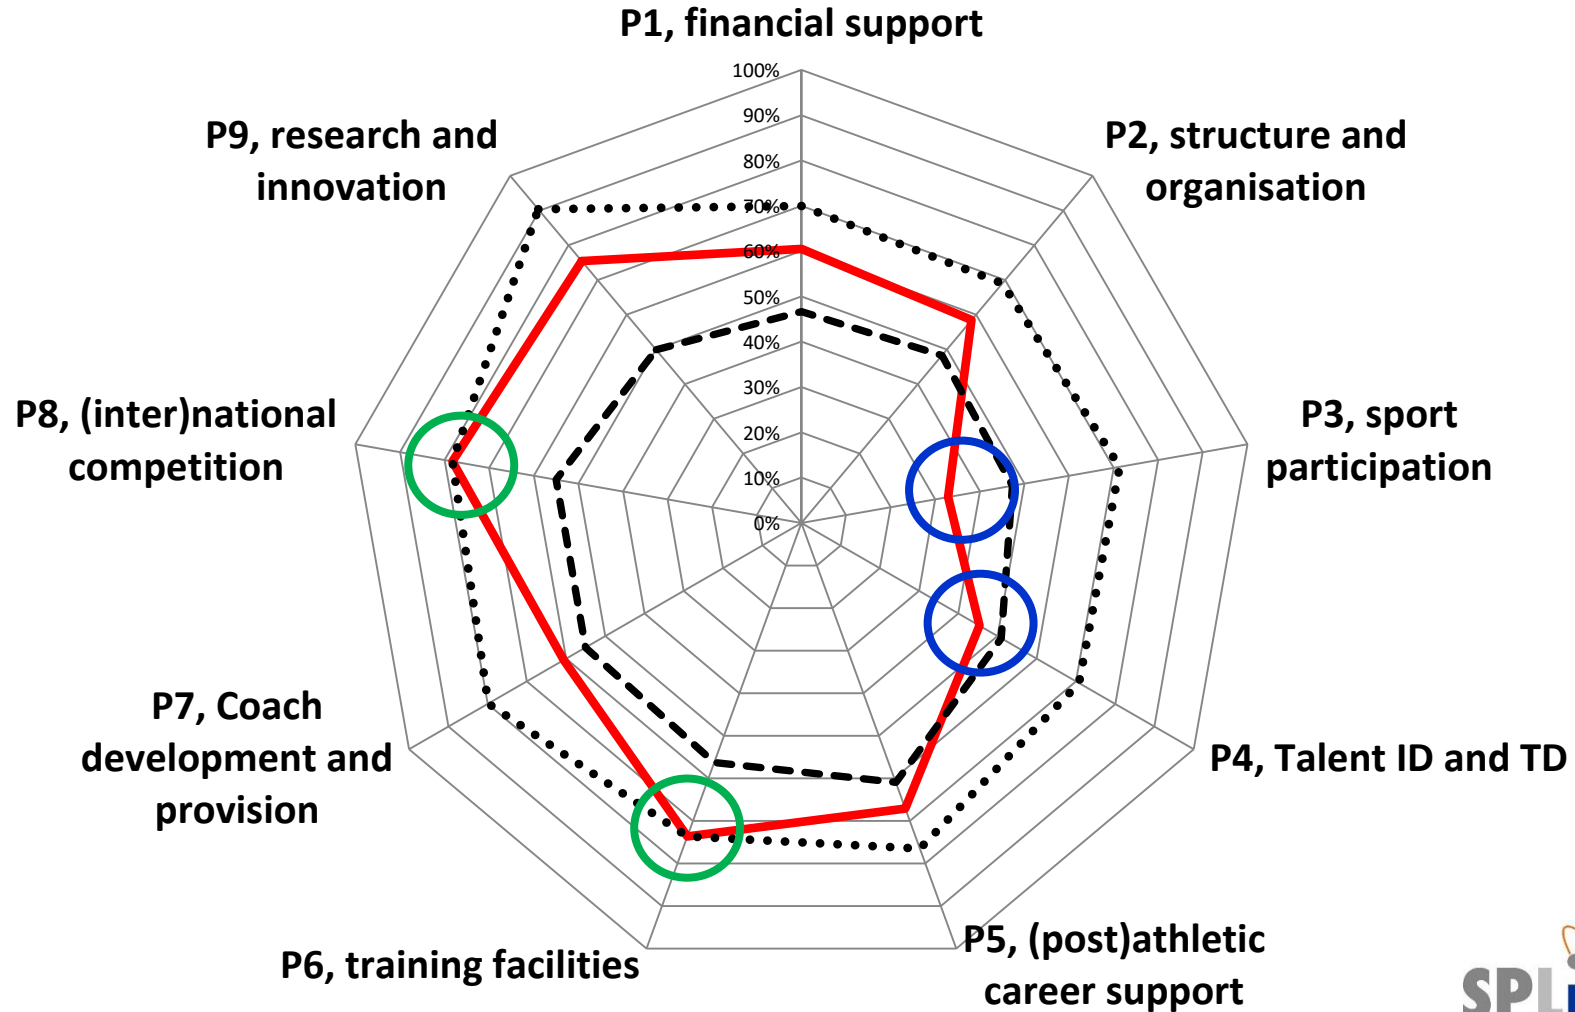 P1, financial support
100%
90%
80%
70%
60%
50%
40%
30%
20%
10%
0%
P2, structure and
organisation
P3, sport
participation
P4, Talent ID and TD
P5, (post)athletic
career support
P6, training facilities
P7, Coach
development and
provision
P8, (inter)national
competition
P9, research and
innovation